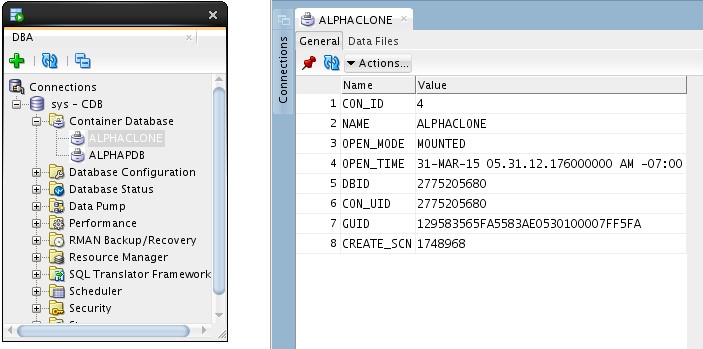 DBA
Connections
sys - CDB
Container Database
ALPHACLONE
ALPHAPDB
Database Configuration
Database Status
Data Pump
Performance
RMAN Backup/Recovery
Resource Manager
SQL Translator Framework
Scheduler
Security
Connections
ALPHACLONE
General Data Files
Actions...
Name Value
1 CON_ID 4
2 NAME ALPHACLONE
3 OPEN_MODE MOUNTED
4 OPEN_TIME 31-MAR-15 05.31.12.176000000 AM -07:00
5 DBID 2775205680
6 CON_UID 2775205680
7 GUID 129583565FA5583AE0530100007FF5FA
8 CREATE_SCN 1748968